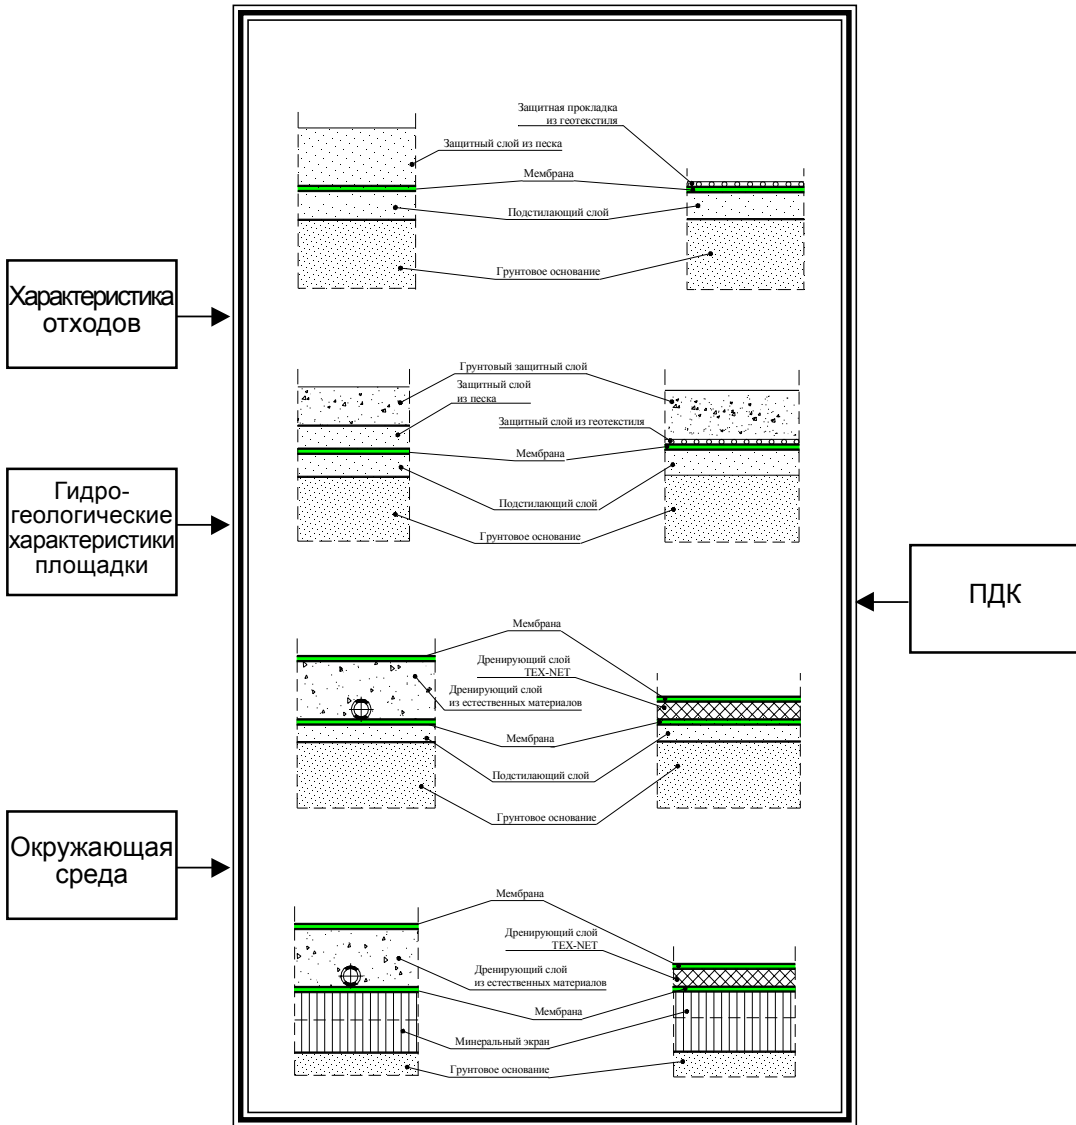 Защитная прокладка
из геотекстиля
Защитный слой из песка
Мембрана
Подстилающий слой
Грунтовое основание
Характеристика
отходов
Грунтовый защитный слой
Защитный слой
из песка
Защитный слой из геотекстиля
Мембрана
Подстилающий слой
Грунтовое основание
Гидро-
геологические
характеристики
площадки
ПДК
Мембрана
Дренирующий слой
TEX-NET
Дренирующий слой
из естественных материалов
Мембрана
Подстилающий слой
Грунтовое основание
Окружающая
среда
Мембрана
Дренирующий слой
TEX-NET
Дренирующий слой
из естественных материалов
Мембрана
Минеральный экран
Грунтовое основание